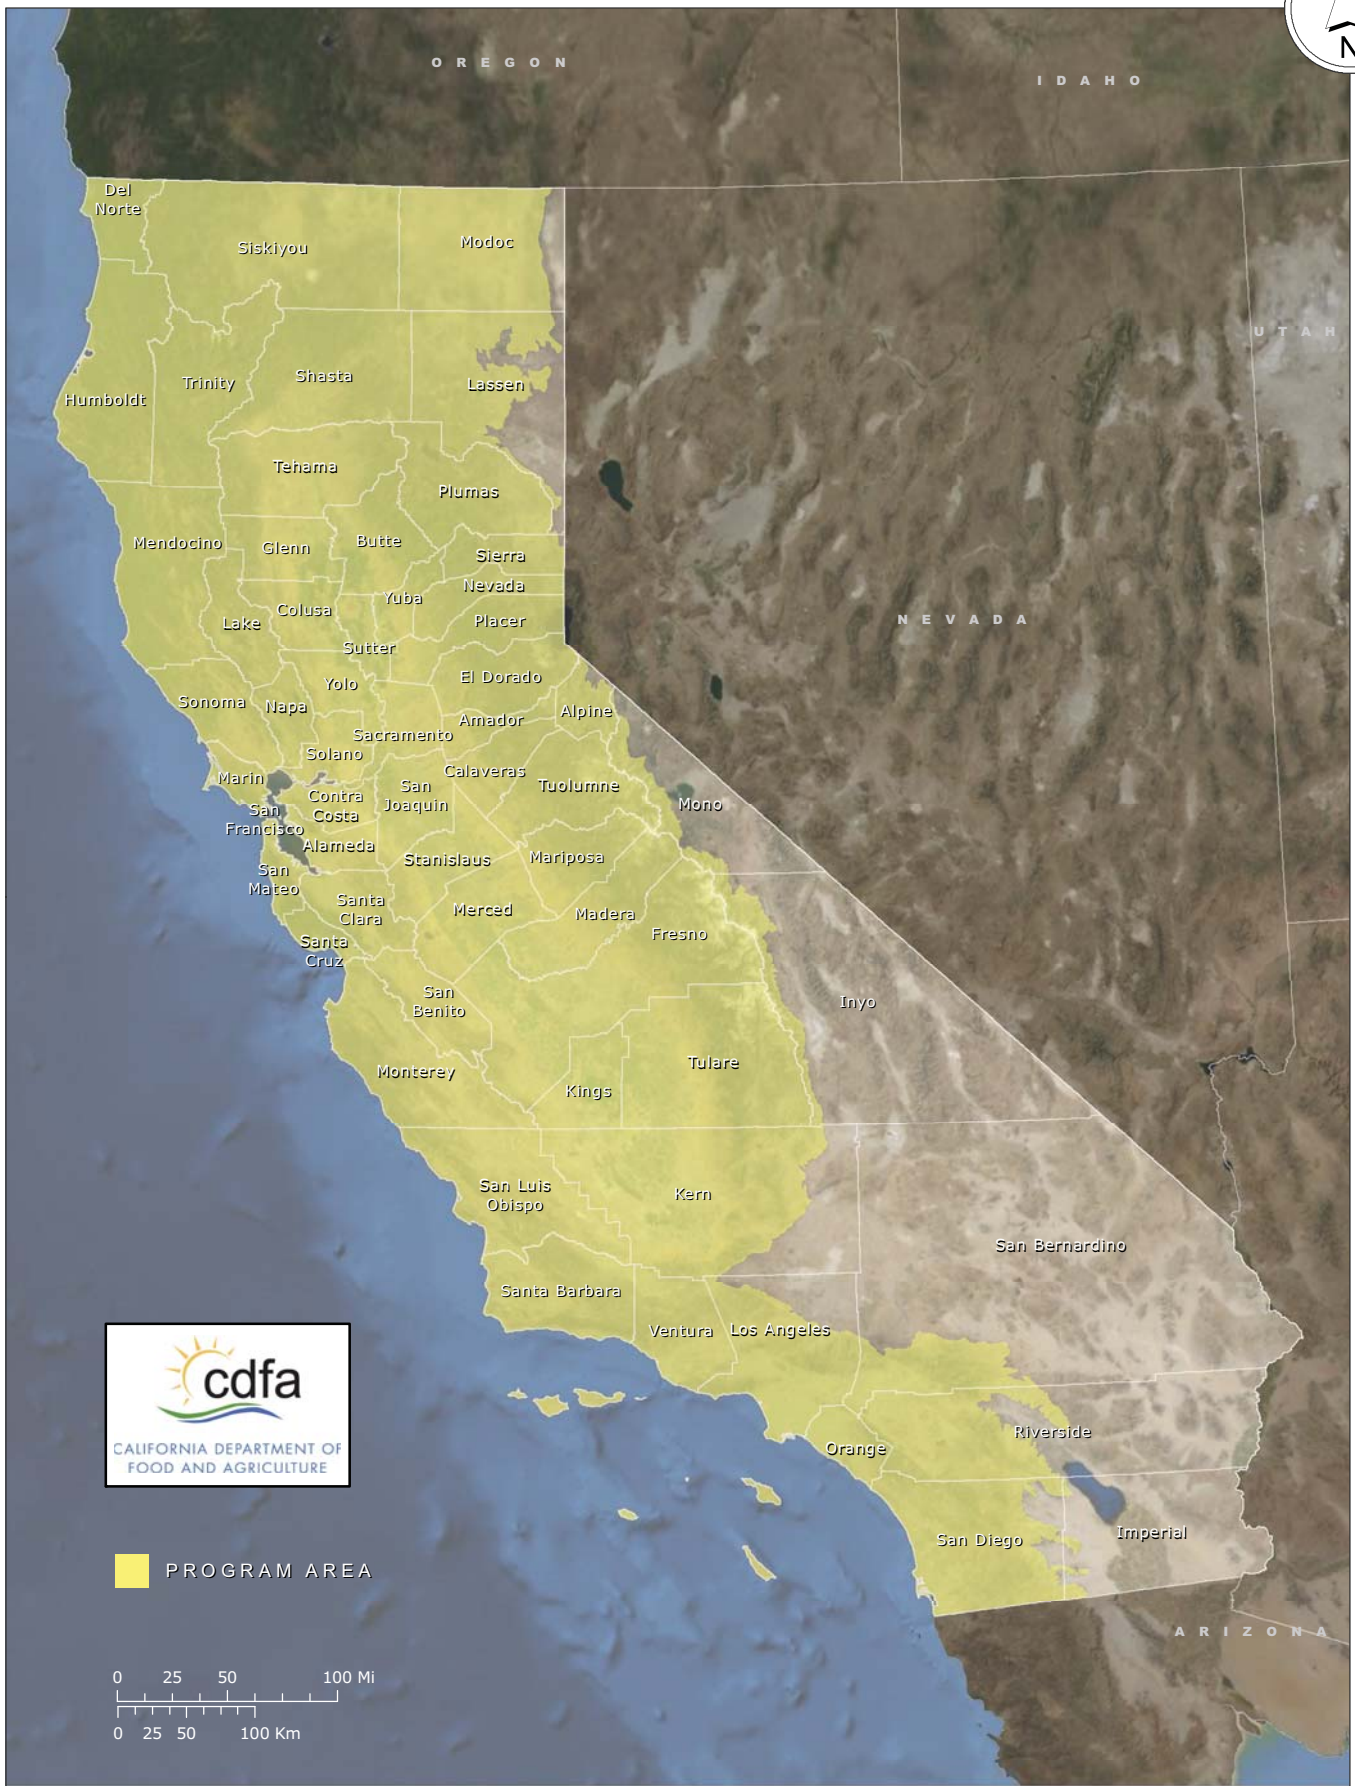 N
OREGON
IDAHO
Del
Norte
Siskiyou
Modoc
UTAH
Trinity
Shasta
Lassen
Humboldt
Tehama
Plumas
Mendocino
Glenn
Butte
Sierra
Nevada
Yuba
Colusa
Lake
Placer
NEVADA
Sutter
El Dorado
Yolo
Sonoma
Napa
Alpine
Amador
Sacramento
Solano
Calaveras
Marin
San
Joaquin
Tuolumne
Contra
Costa
Mono
San
Francisco
Alameda
Stanislaus
Mariposa
San
Mateo
Santa
Clara
Merced
Madera
Fresno
Santa
Cruz
San
Benito
Inyo
Monterey
Tulare
Kings
San Luis
Obispo
Kern
San Bernardino
Santa Barbara
Ventura
Los Angeles
Riverside
Orange
San Diego
Imperial
ARIZONA
cdfa
CALIFORNIA DEPARTMENT OF
FOOD AND AGRICULTURE
PROGRAM AREA
0 25 50 100 Mi
0 25 50 100 Km